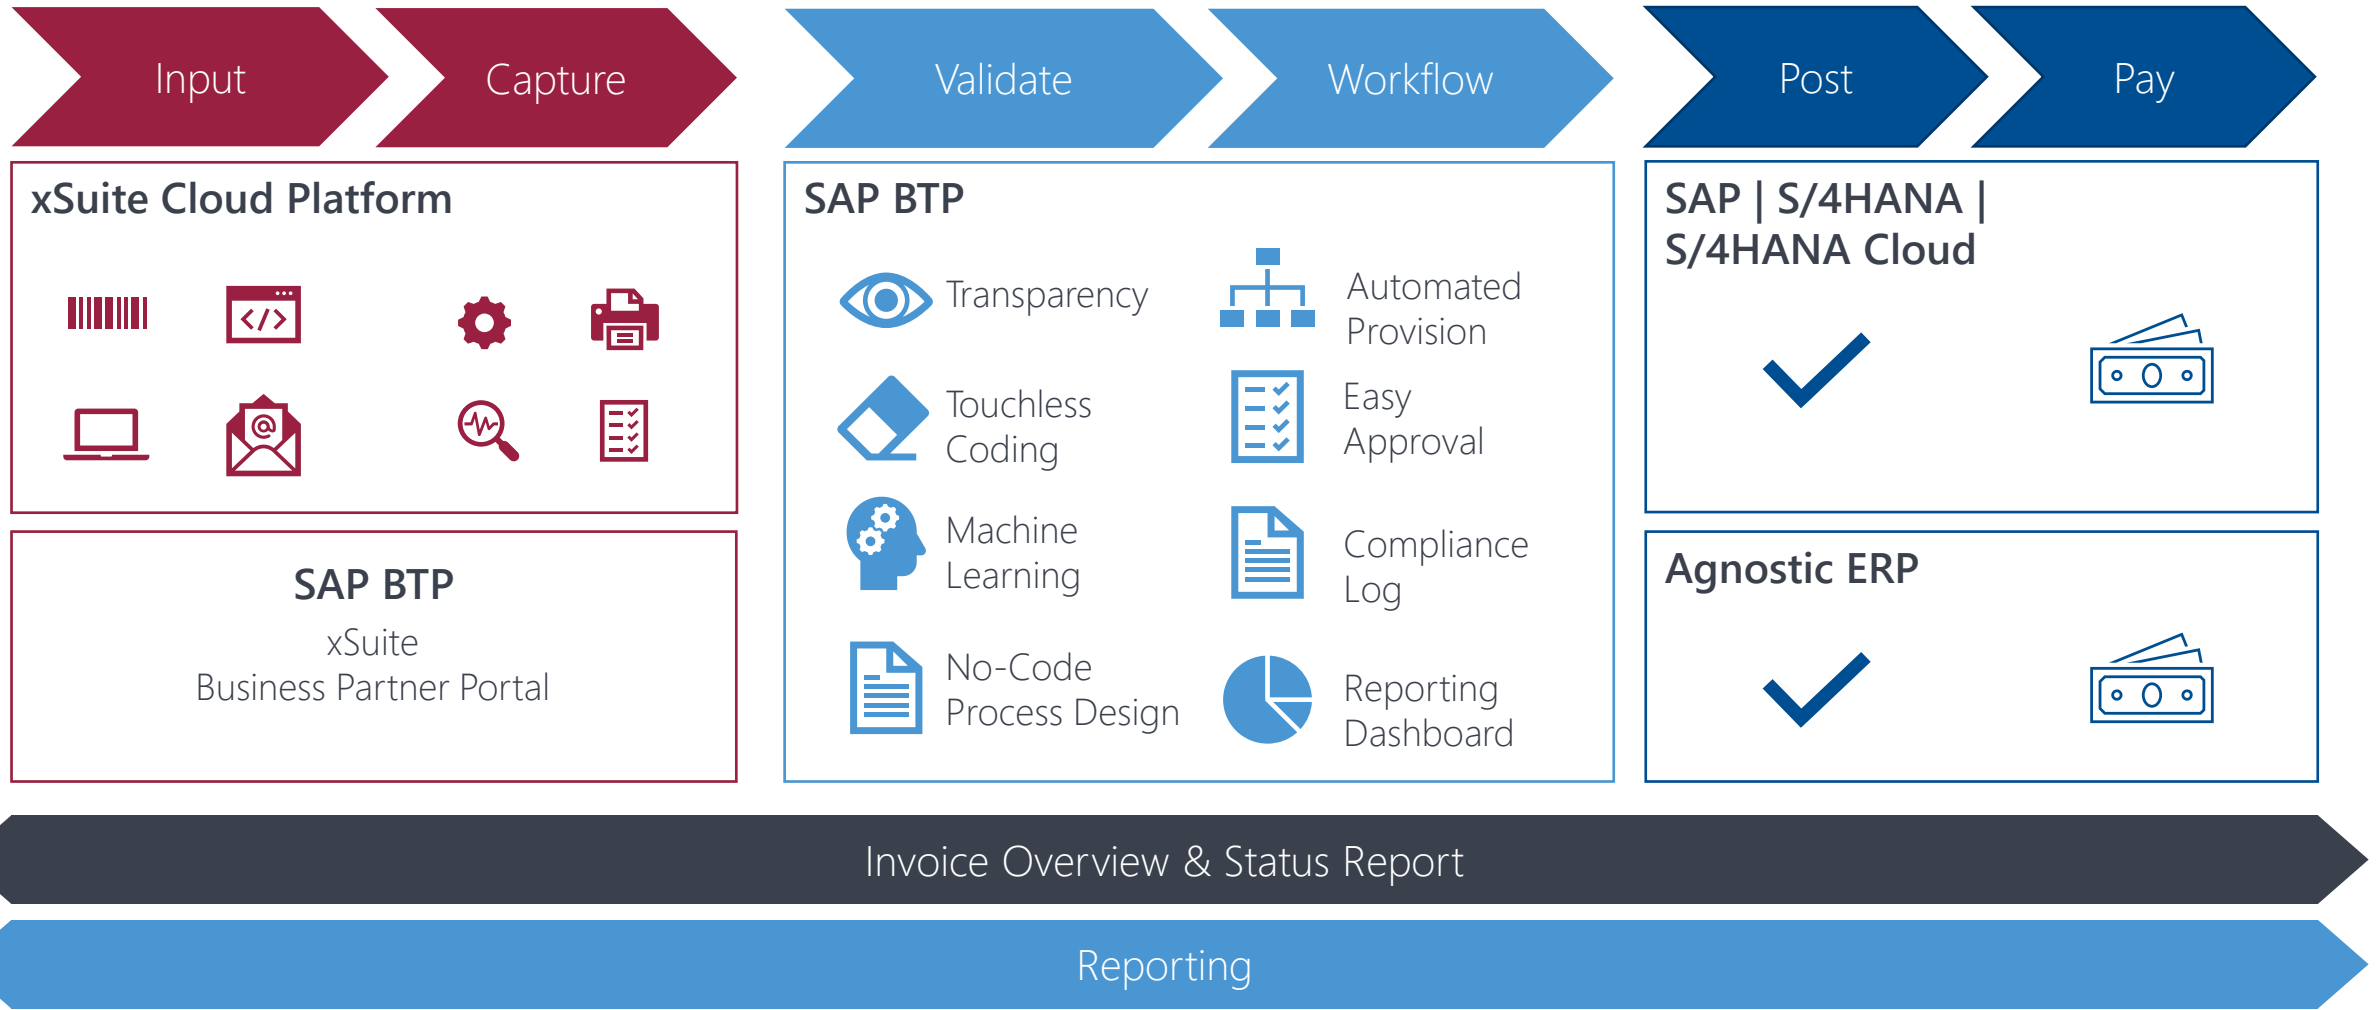 Input
Capture
Validate
Workflow
Post
Pay
xSuite Cloud Platform
SAP BTP
xSuite
Business Partner Portal
SAP BTP
Transparency
Automated
Provision
Touchless
Coding
Easy
Approval
Machine
Learning
Compliance
Log
No-Code
Process Design
Reporting
Dashboard
SAP | S/4HANA |
S/4HANA Cloud
Agnostic ERP
Invoice Overview & Status Report
Reporting